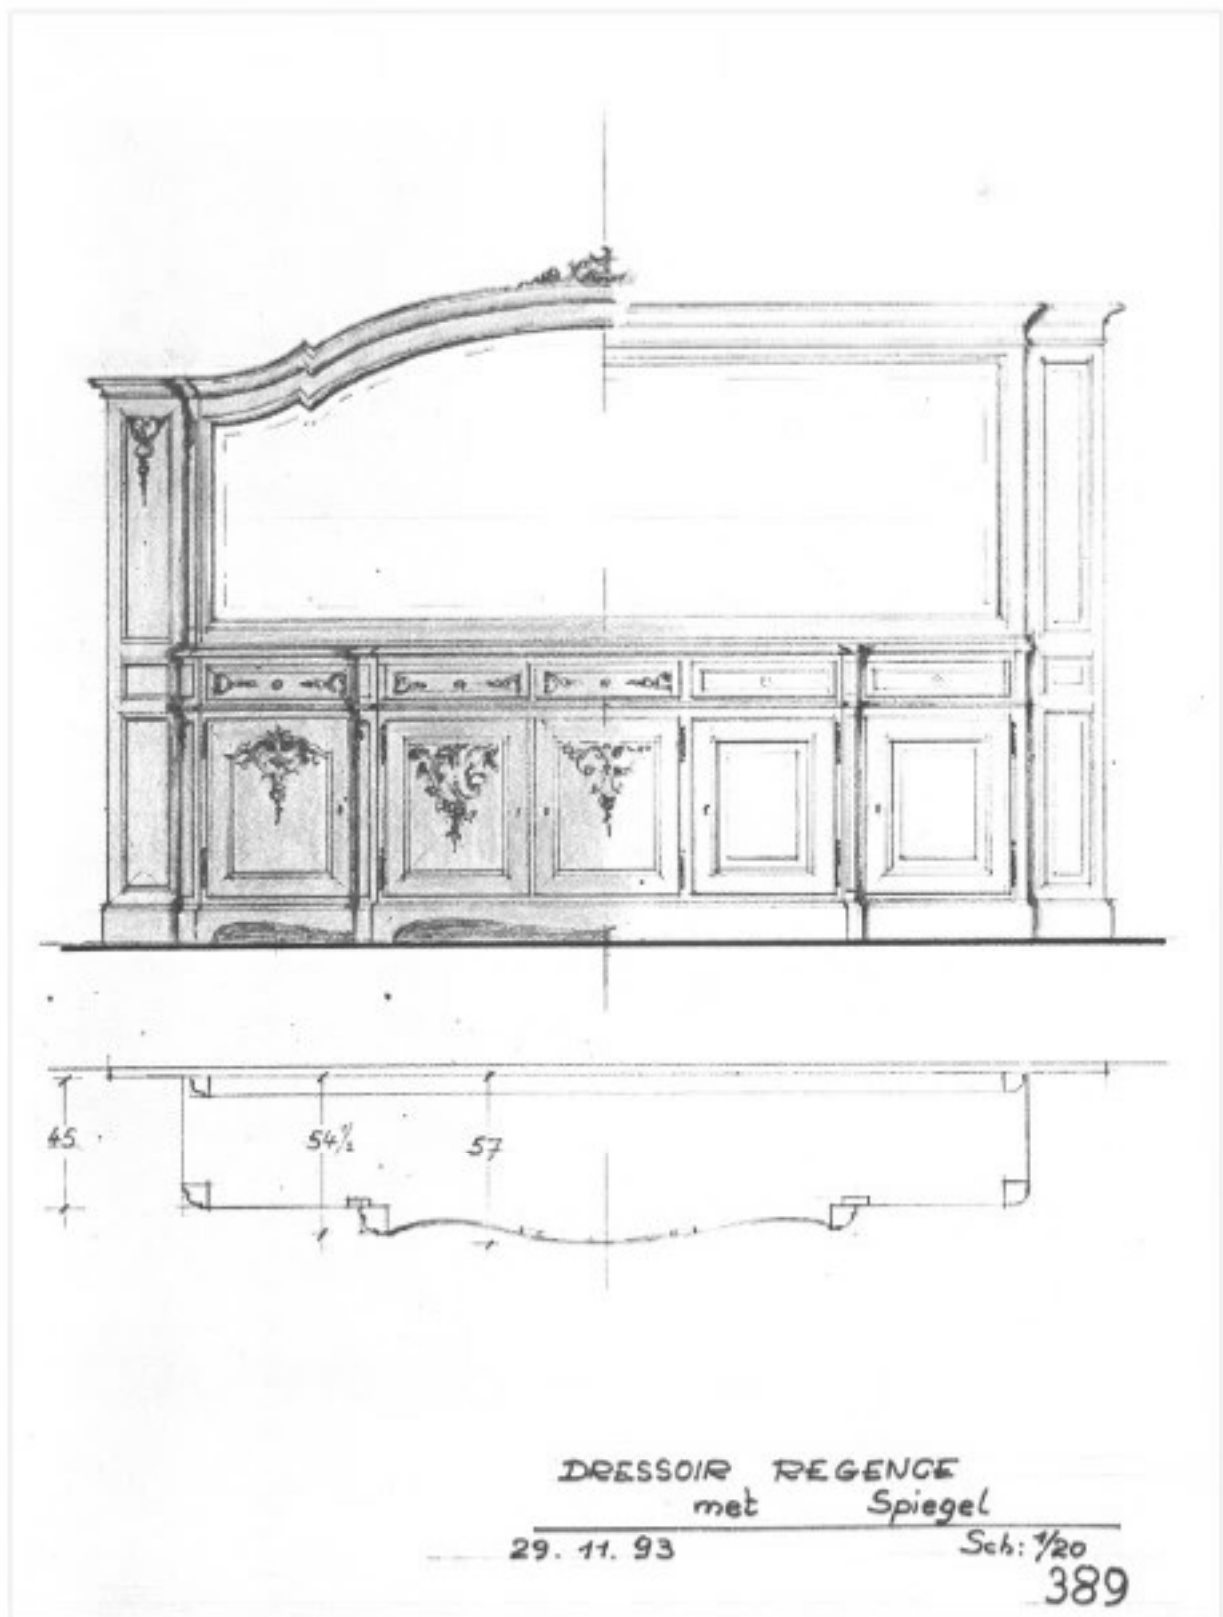 45
54½
57
DRESSOIR REGENCE
met Spiegel
29. 11. 93 Sch: 1/20
389